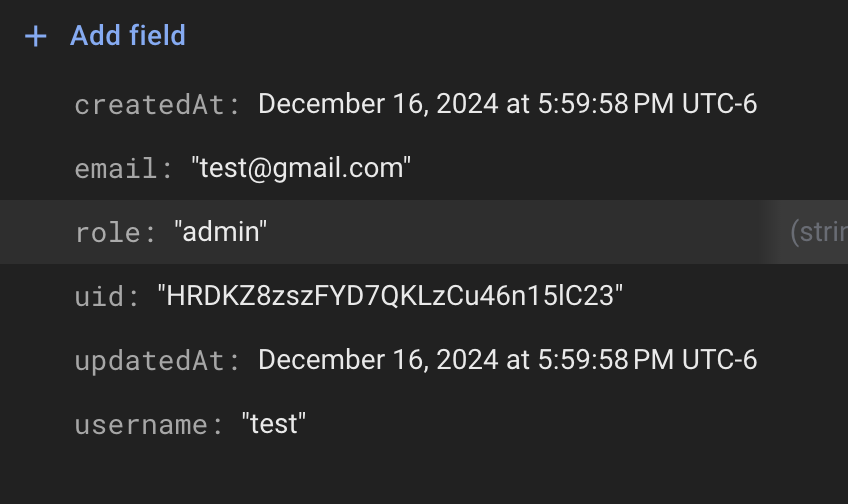 + Add field
createdAt: December 16, 2024 at 5:59:58 PM UTC-6
email: "test@gmail.com"
role: "admin" (strin
uid: "HRDKZ8zszFYD7QKLzCu46n15lC23"
updatedAt: December 16, 2024 at 5:59:58 PM UTC-6
username: "test"